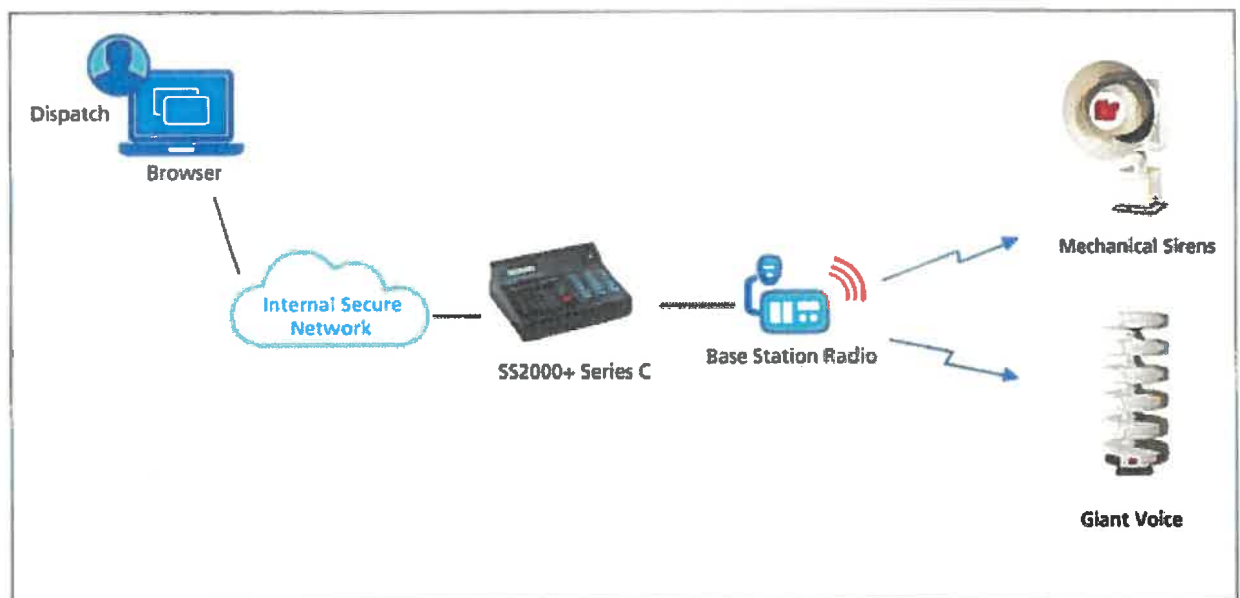 Dispatch
Browser
Internal Secure
Network
SS2000+ Series C
Base Station Radio
Mechanical Sirens
Giant Voice